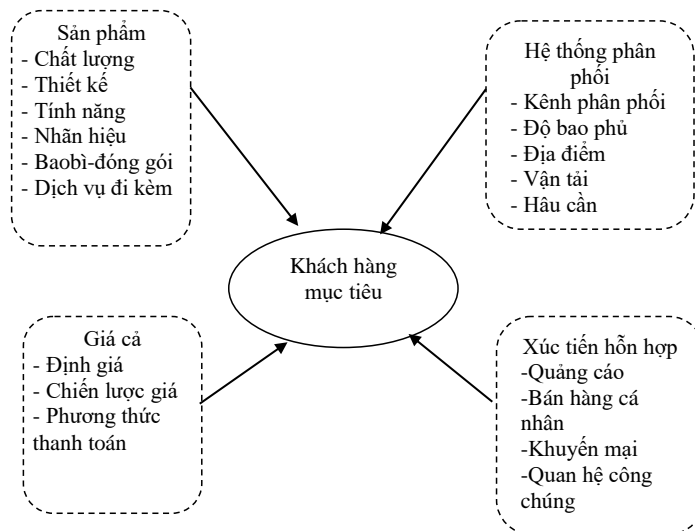 Sản phẩm
- Chất lượng
- Thiết kế
- Tính năng
- Nhãn hiệu
- Baobì-đóng gói
- Dịch vụ đi kèm
Hệ thống phân
phối
- Kênh phân phối
- Độ bao phủ
- Địa điểm
- Vận tải
- Hâu cần
Khách hàng
mục tiêu
Giá cả
- Định giá
- Chiến lược giá
- Phương thức
thanh toán
Xúc tiến hỗn hợp
-Quảng cáo
-Bán hàng cá
nhân
-Khuyến mại
-Quan hệ công
chúng